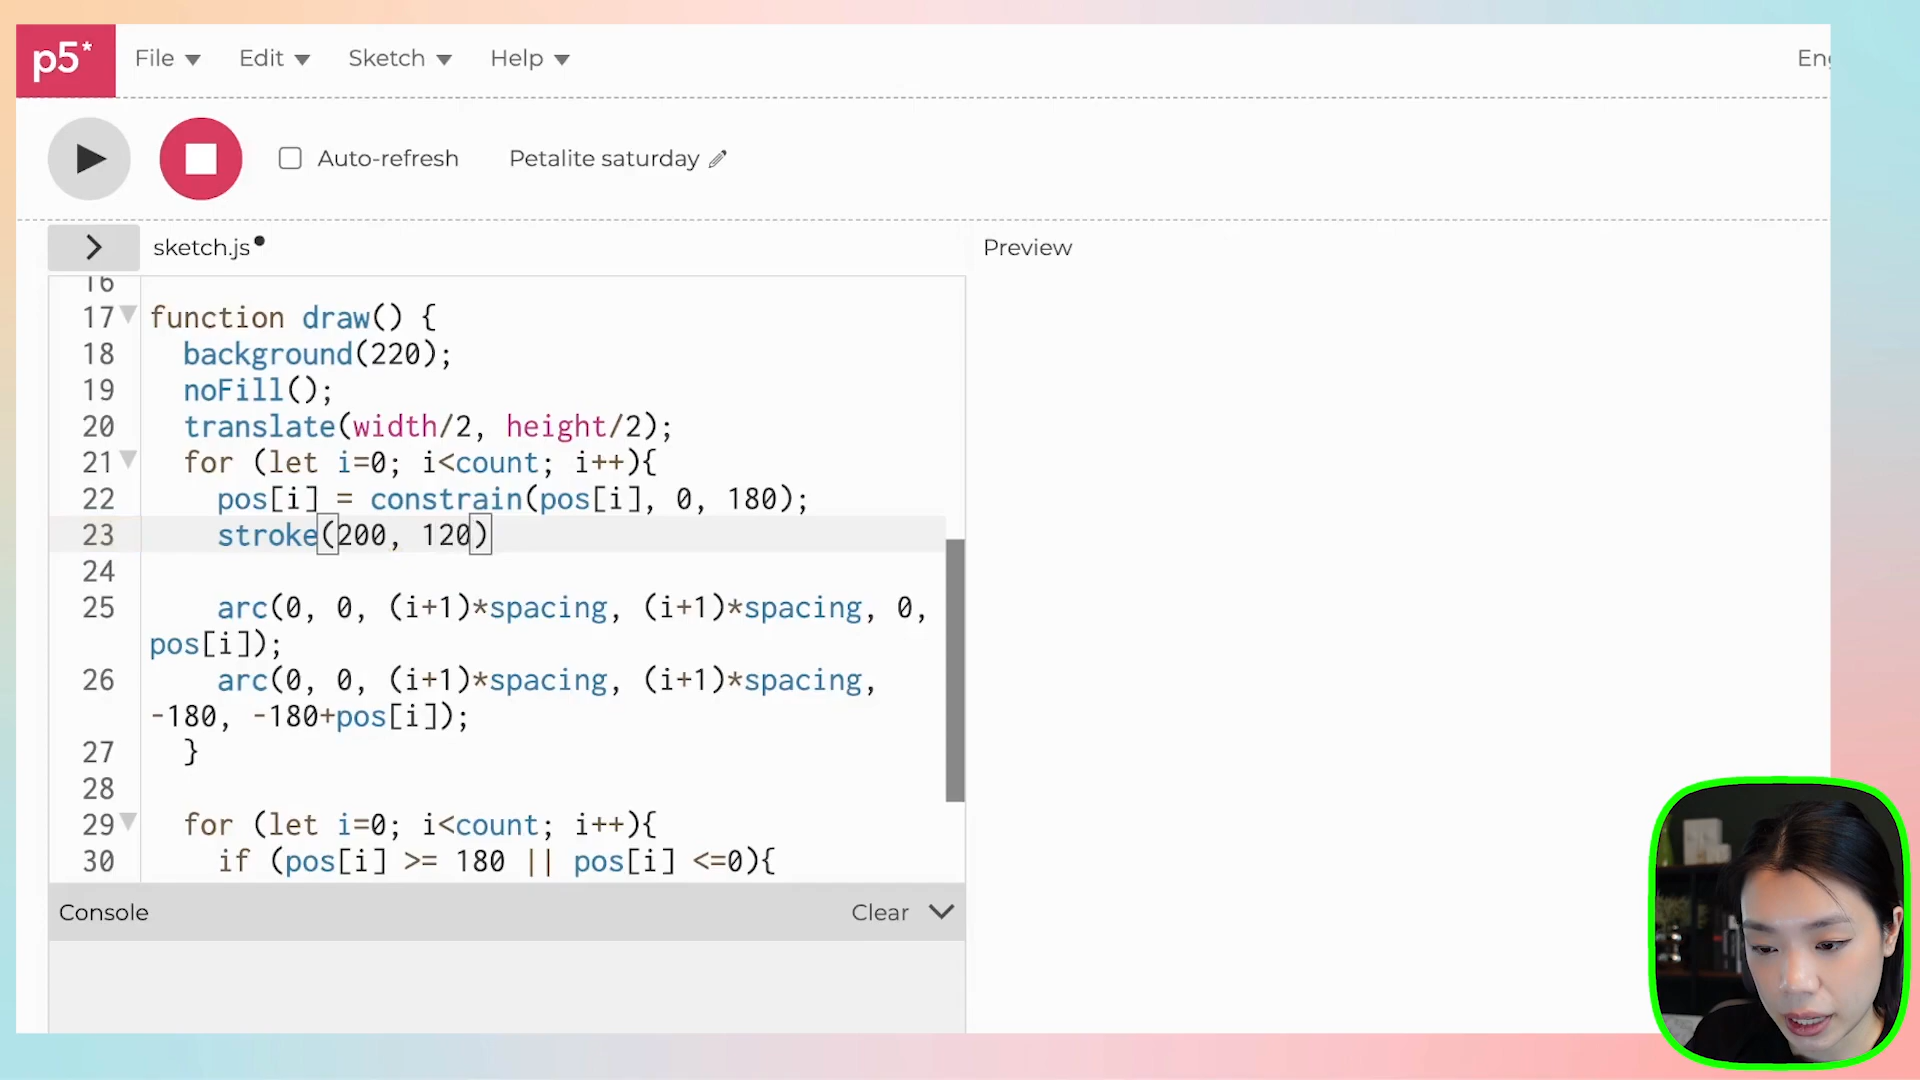 p5* File Edit Sketch Help
Auto-refresh Petalite saturday
sketch.js Preview
16
17 function draw() {
18 background(220);
19 noFill();
20 translate(width/2, height/2);
21 for (let i=0; i<count; i++){
22 pos[i] = constrain(pos[i], 0, 180);
23 stroke(200, 120)
24
25 arc(0, 0, (i+1)*spacing, (i+1)*spacing, 0,
pos[i]);
26 arc(0, 0, (i+1)*spacing, (i+1)*spacing,
-180, -180+pos[i]);
27 }
28
29 for (let i=0; i<count; i++){
30 if (pos[i] >= 180 || pos[i] <=0){
Console Clear